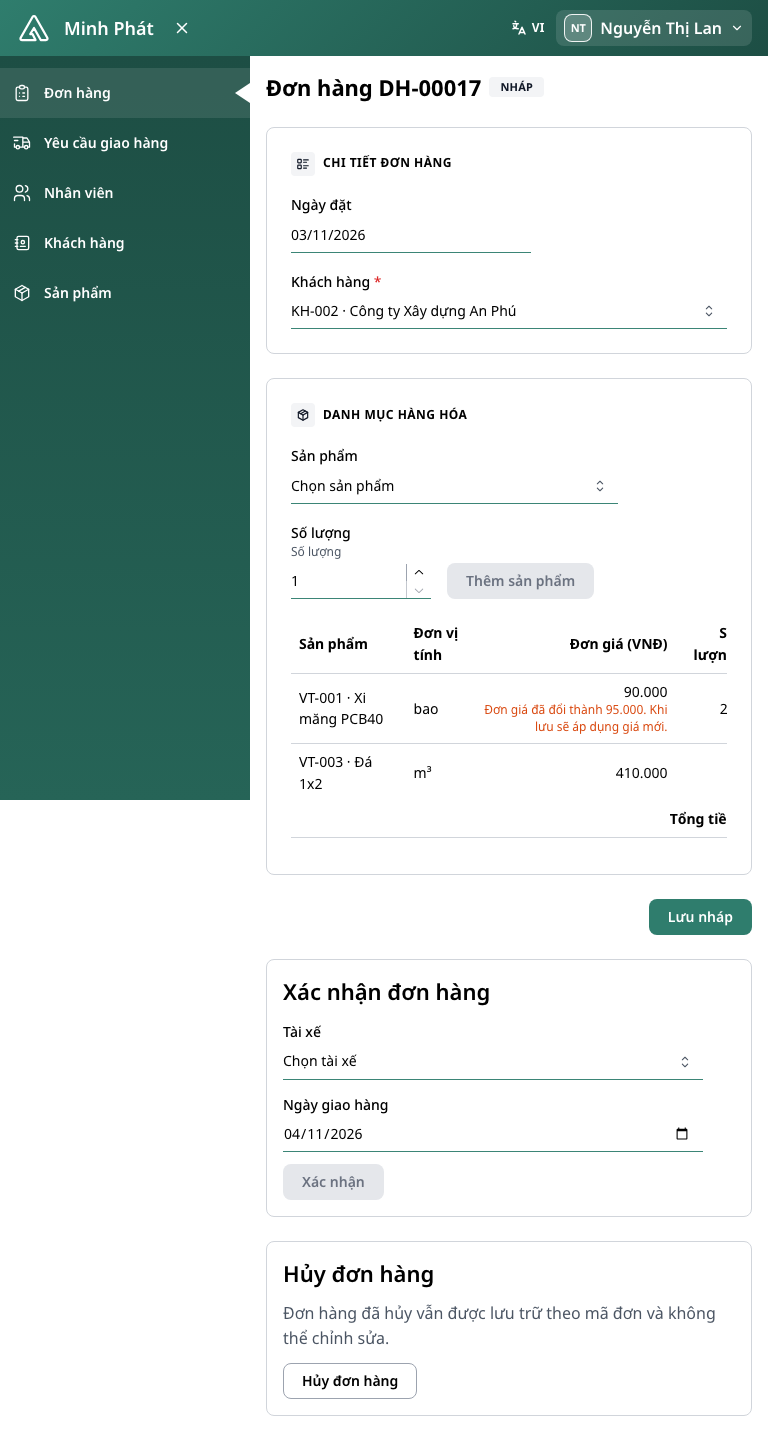 Minh Phát
VI
NT
Nguyễn Thị Lan
Đơn hàng
Yêu cầu giao hàng
Nhân viên
Khách hàng
Sản phẩm
Đơn hàng DH-00017
NHÁP
CHI TIẾT ĐƠN HÀNG
Ngày đặt
03/11/2026
Khách hàng *
KH-002 · Công ty Xây dựng An Phú
DANH MỤC HÀNG HÓA
Sản phẩm
Chọn sản phẩm
Số lượng
Số lượng
1
Thêm sản phẩm
Sản phẩm
Đơn vị
tính
Đơn giá (VNĐ)
S
lượn
VT-001 · Xi
măng PCB40
bao
90.000
Đơn giá đã đổi thành 95.000. Khi
lưu sẽ áp dụng giá mới.
2
VT-003 · Đá
1x2
m³
410.000
Tổng tiề
Lưu nháp
Xác nhận đơn hàng
Tài xế
Chọn tài xế
Ngày giao hàng
04/11/2026
Xác nhận
Hủy đơn hàng
Đơn hàng đã hủy vẫn được lưu trữ theo mã đơn và không
thể chỉnh sửa.
Hủy đơn hàng